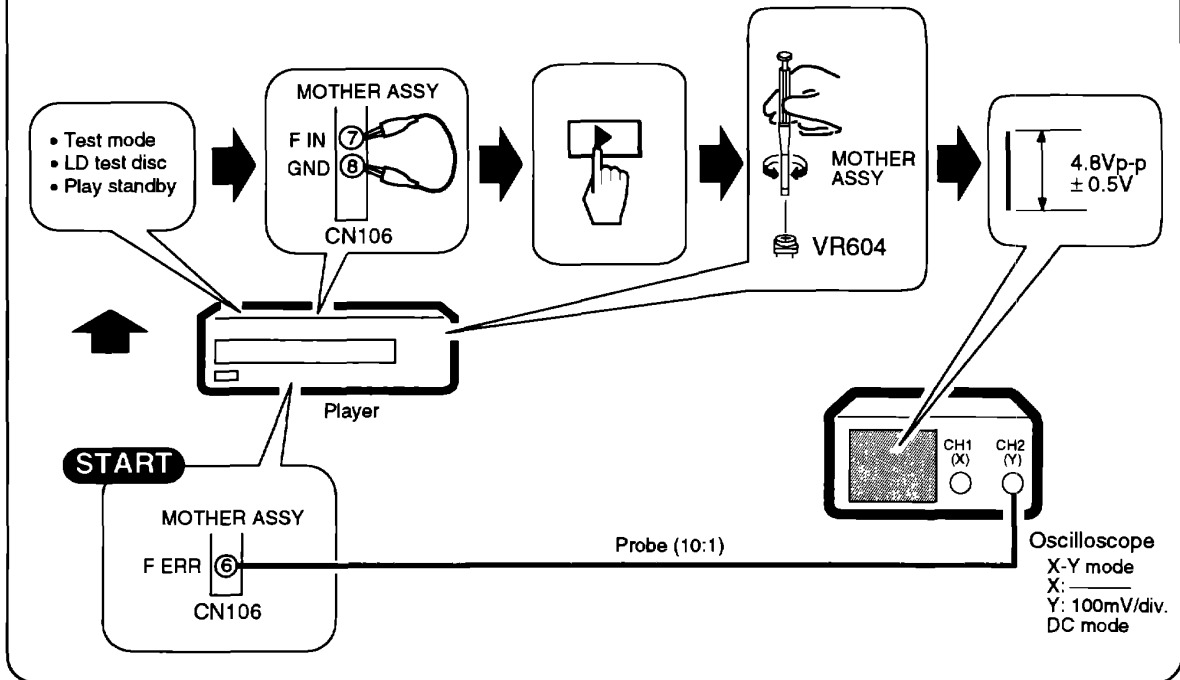 • Test mode
• LD test disc
• Play standby
MOTHER ASSY
F IN ⑦
GND ⑧
CN106
MOTHER
ASSY
VR604
4.8Vp-p
± 0.5V
Player
START
MOTHER ASSY
F ERR ⑥
CN106
Probe (10:1)
CH1 CH2
(X) (Y)
Oscilloscope
X-Y mode
X: ———
Y: 100mV/div.
DC mode